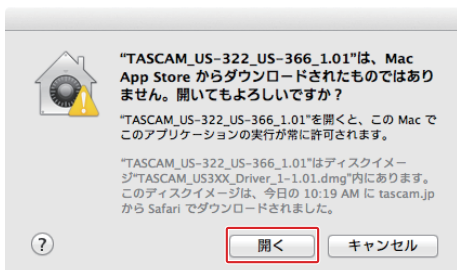 “TASCAM_US-322_US-366_1.01”は、Mac
App Store からダウンロードされたものではあり
ません。開いてもよろしいですか？
“TASCAM_US-322_US-366_1.01”を開くと、この Mac で
このアプリケーションの実行が常に許可されます。
“TASCAM_US-322_US-366_1.01”はディスクイメー
ジ“TASCAM_US3XX_Driver_1-1.01.dmg”内にあります。
このディスクイメージは、今日の 10:19 AM に tascam.jp
から Safari でダウンロードされました。
? 開く キャンセル